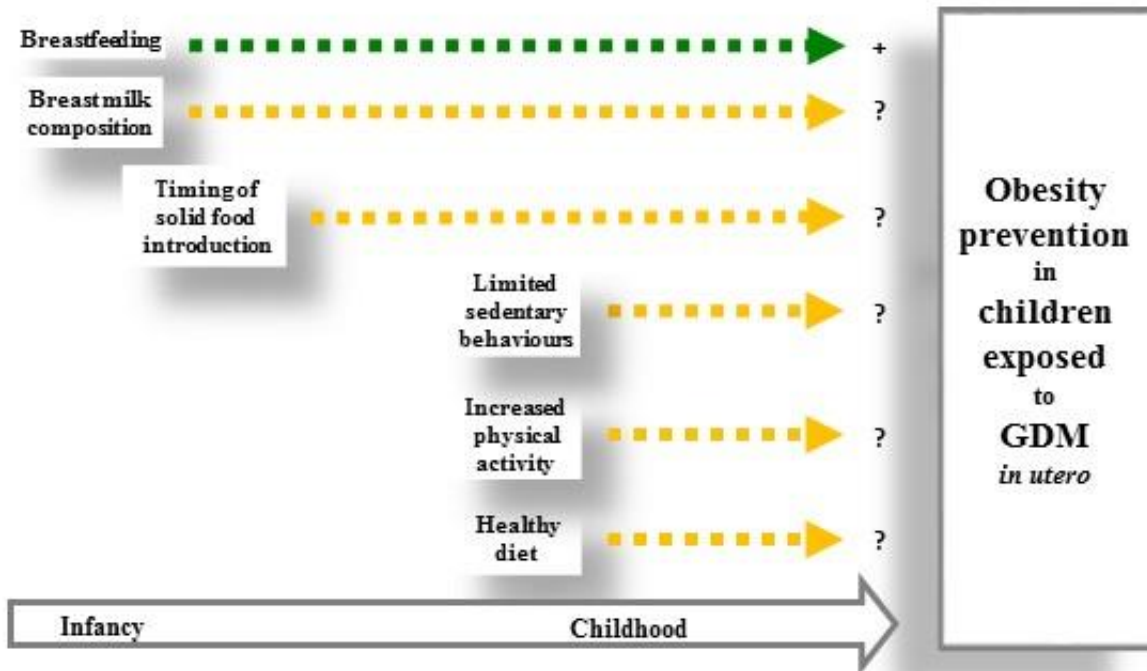 Breastfeeding
+
Breast milk
composition
?
Timing of
solid food
introduction
?
Limited
sedentary
behaviours
?
Increased
physical
activity
?
Healthy
diet
?
Obesity
prevention
in
children
exposed
to
GDM
in utero
Infancy
Childhood